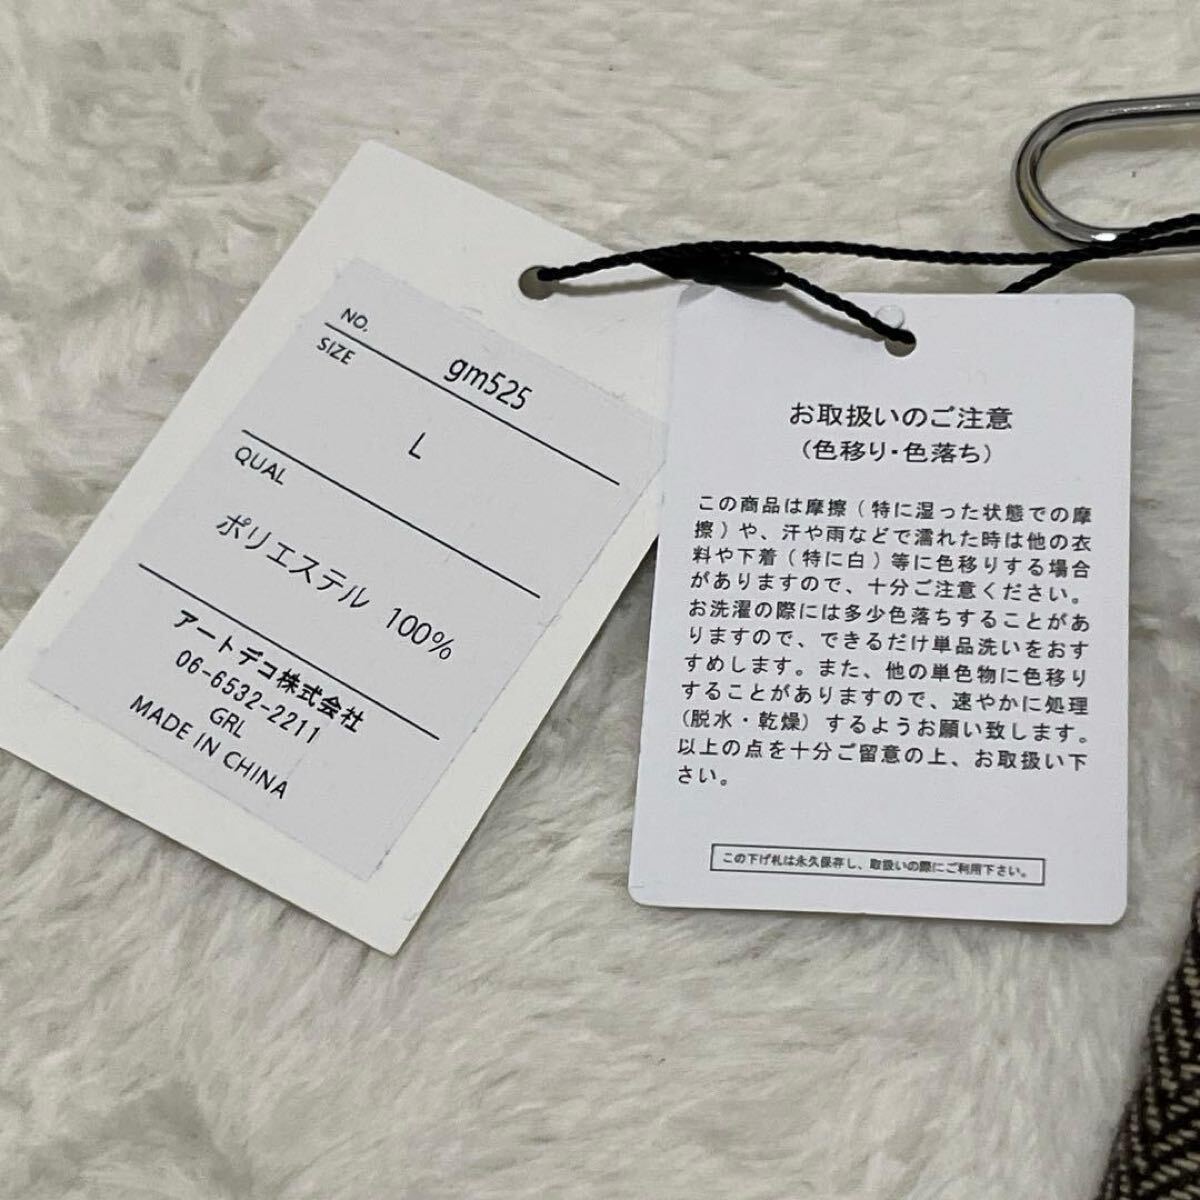 NO.
gm525
SIZE
L
QUAL
ポリエステル 100%
アートデコ株式会社
06-6532-2211
GRL
MADE IN CHINA
お取扱いのご注意
(色移り・色落ち)
この商品は摩擦(特に湿った状態での摩
擦)や、汗や雨などで濡れた時は他の衣
料や下着(特に白)等に色移りする場合
がありますので、十分ご注意ください。
お洗濯の際には多少色落ちすることがあ
りますので、できるだけ単品洗いをおす
すめします。また、他の単色物に色移り
することがありますので、速やかに処理
(脱水・乾燥)するようお願い致します。
以上の点を十分ご留意の上、お取扱い下
さい。
この下げ札は永久保存し、取扱いの際にご利用下さい。